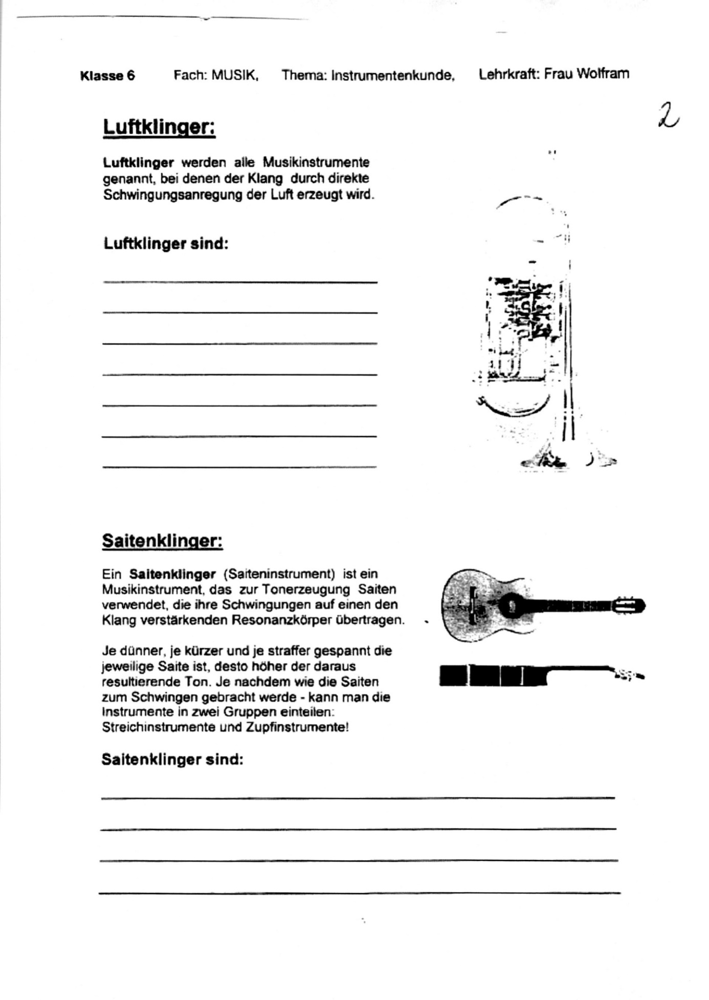 Klasse 6 Fach: MUSIK, Thema: Instrumentenkunde, Lehrkraft: Frau Wolfram
2
Luftklinger:
Luftklinger werden alle Musikinstrumente
genannt, bei denen der Klang durch direkte
Schwingungsanregung der Luft erzeugt wird.
Luftklinger sind:
Saitenklinger:
Ein Saitenklinger (Saiteninstrument) ist ein
Musikinstrument, das zur Tonerzeugung Saiten
verwendet, die ihre Schwingungen auf einen den
Klang verstärkenden Resonanzkörper übertragen.
Je dünner, je kürzer und je straffer gespannt die
jeweilige Saite ist, desto höher der daraus
resultierende Ton. Je nachdem wie die Saiten
zum Schwingen gebracht werde - kann man die
Instrumente in zwei Gruppen einteilen:
Streichinstrumente und Zupfinstrumente!
Saitenklinger sind: